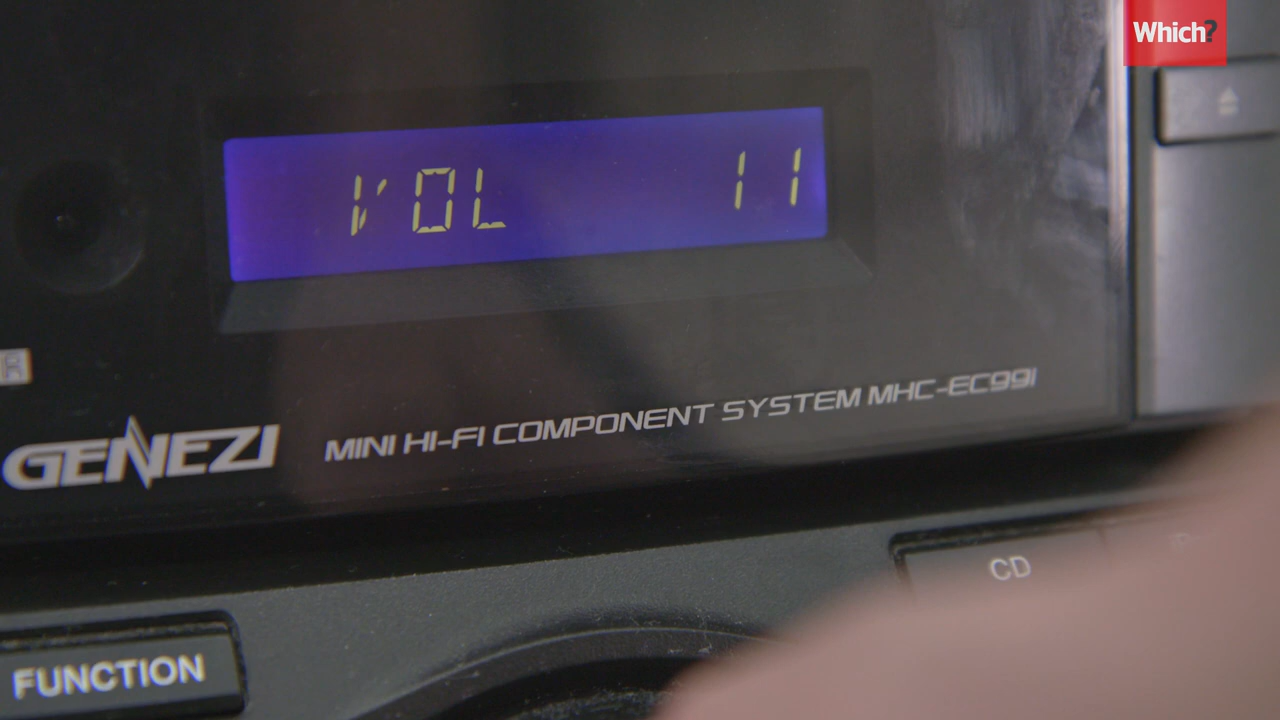 Which?
VOL 11
R
GENEZI
MINI HI-FI COMPONENT SYSTEM MHC-EC99i
CD
FUNCTION